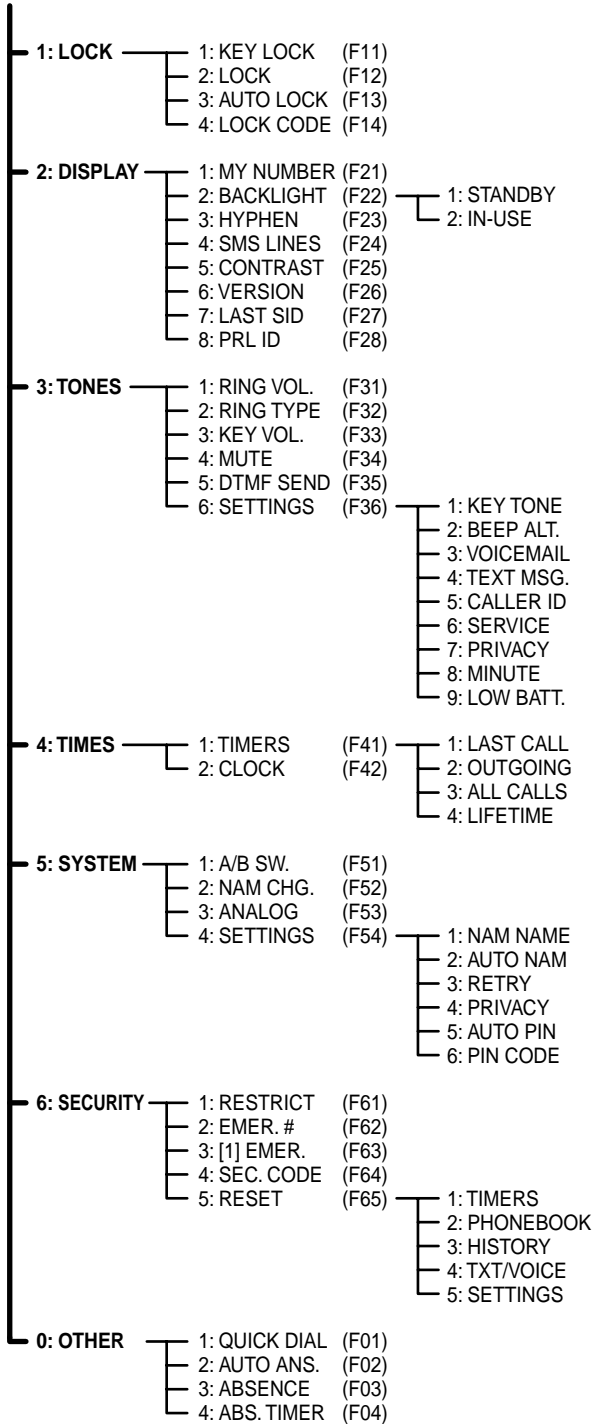 1: LOCK 1: KEY LOCK (F11)
2: LOCK (F12)
3: AUTO LOCK (F13)
4: LOCK CODE (F14)
2: DISPLAY 1: MY NUMBER (F21)
2: BACKLIGHT (F22) 1: STANDBY
3: HYPHEN (F23) 2: IN-USE
4: SMS LINES (F24)
5: CONTRAST (F25)
6: VERSION (F26)
7: LAST SID (F27)
8: PRL ID (F28)
3: TONES 1: RING VOL. (F31)
2: RING TYPE (F32)
3: KEY VOL. (F33)
4: MUTE (F34)
5: DTMF SEND (F35)
6: SETTINGS (F36) 1: KEY TONE
2: BEEP ALT.
3: VOICEMAIL
4: TEXT MSG.
5: CALLER ID
6: SERVICE
7: PRIVACY
8: MINUTE
9: LOW BATT.
4: TIMES 1: TIMERS (F41) 1: LAST CALL
2: CLOCK (F42) 2: OUTGOING
3: ALL CALLS
4: LIFETIME
5: SYSTEM 1: A/B SW. (F51)
2: NAM CHG. (F52)
3: ANALOG (F53)
4: SETTINGS (F54) 1: NAM NAME
2: AUTO NAM
3: RETRY
4: PRIVACY
5: AUTO PIN
6: PIN CODE
6: SECURITY 1: RESTRICT (F61)
2: EMER. # (F62)
3: [1] EMER. (F63)
4: SEC. CODE (F64)
5: RESET (F65) 1: TIMERS
2: PHONEBOOK
3: HISTORY
4: TXT/VOICE
5: SETTINGS
0: OTHER 1: QUICK DIAL (F01)
2: AUTO ANS. (F02)
3: ABSENCE (F03)
4: ABS. TIMER (F04)